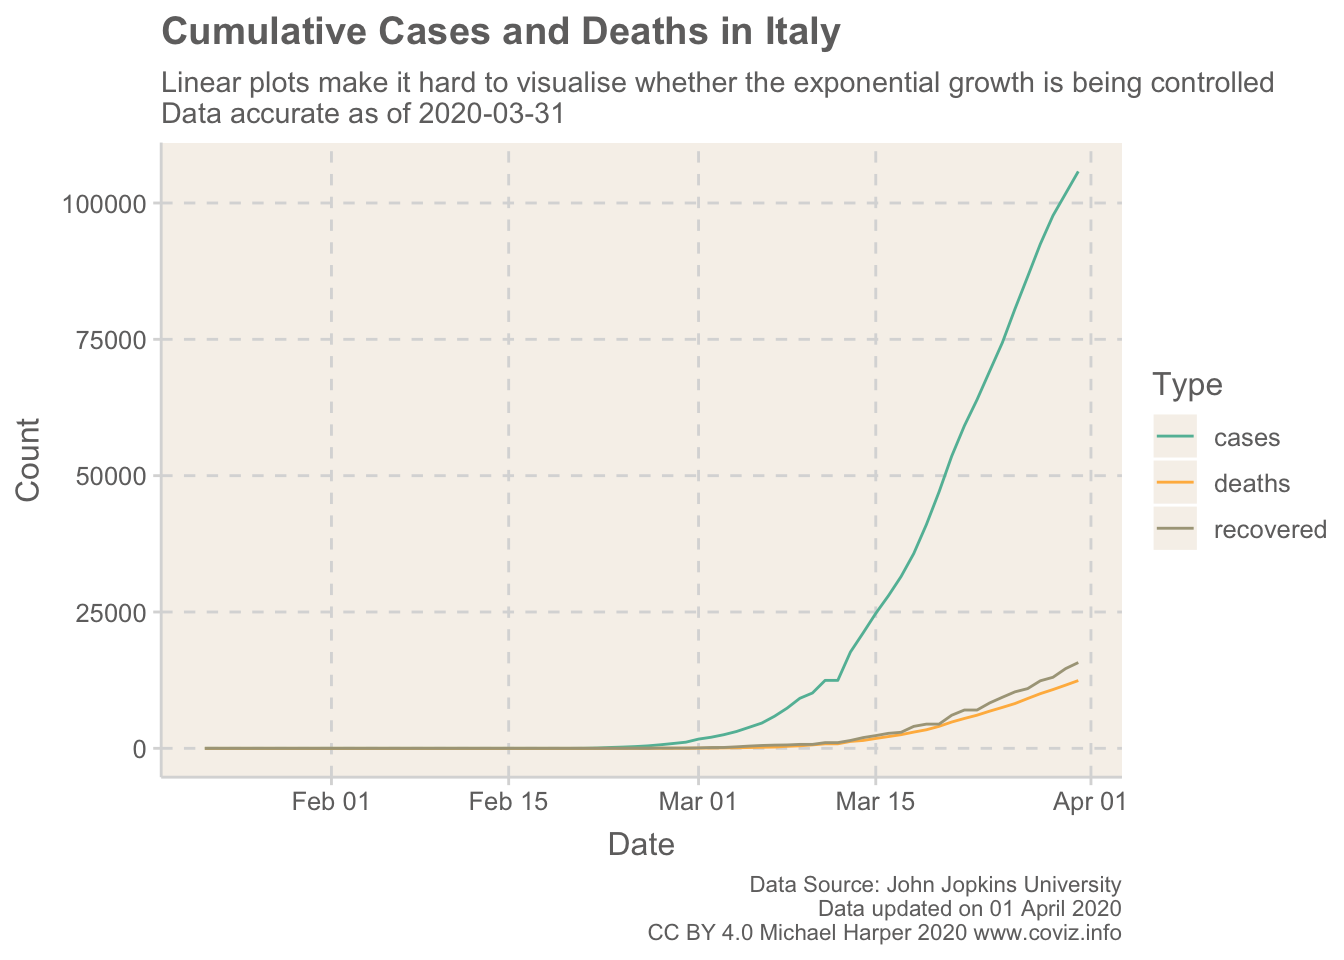 Cumulative Cases and Deaths in Italy
Linear plots make it hard to visualise whether the exponential growth is being controlled
Data accurate as of 2020-03-31
100000
75000
50000
25000
0
Count
Feb 01
Feb 15
Mar 01
Mar 15
Apr 01
Date
Type
cases
deaths
recovered
Data Source: John Jopkins University
Data updated on 01 April 2020
CC BY 4.0 Michael Harper 2020 www.coviz.info